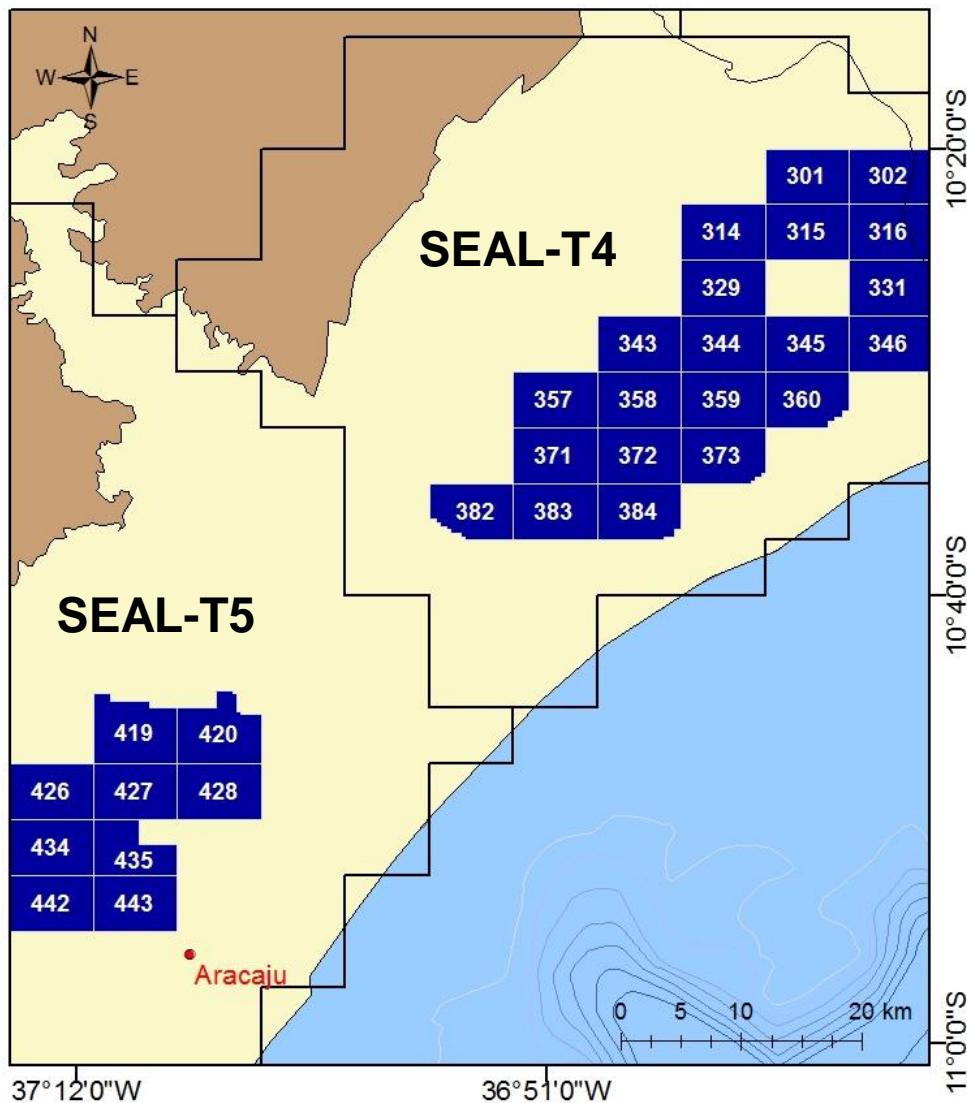 N
W E
S
10°20'0"S
301 302
SEAL-T4
314 315 316
329 331
343 344 345 346
357 358 359 360
371 372 373
382 383 384
10°40'0"S
SEAL-T5
419 420
426 427 428
434 435
442 443
Aracaju
0 5 10 20 km
11°0'0"S
37°12'0"W 36°51'0"W